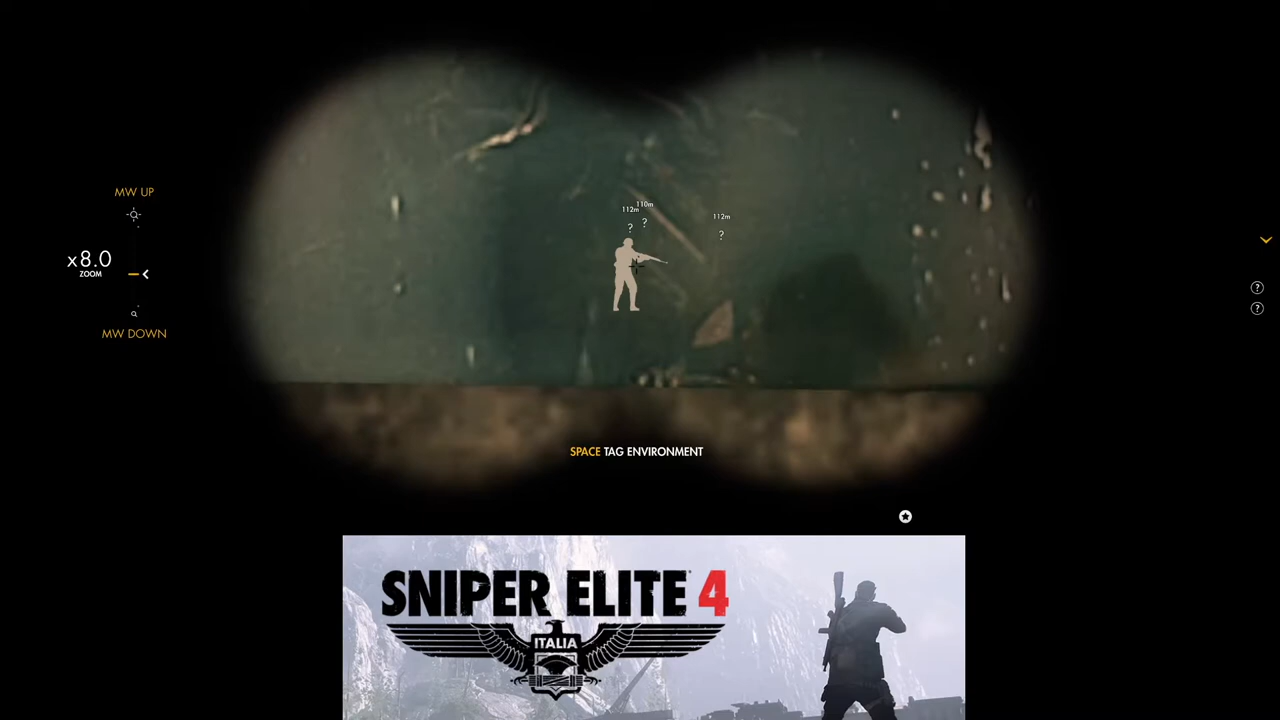 MW UP
x8.0
ZOOM
MW DOWN
112m
110m
?
?
112m
?
?
?
SPACE TAG ENVIRONMENT
SNIPER ELITE 4
ITALIA